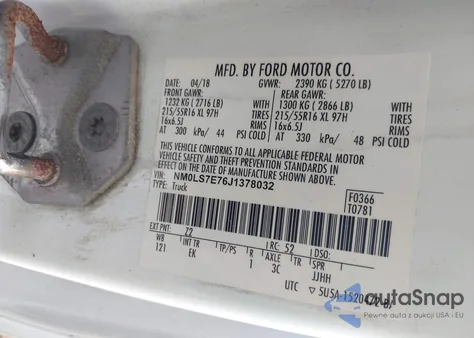 MFD. BY FORD MOTOR CO.
DATE: 04/18 GVWR: 2390 KG ( 5270 LB)
FRONT GAWR: REAR GAWR:
1232 KG ( 2716 LB) 1300 KG ( 2866 LB)
215/55R16 XL 97H TIRES 215/55R16 XL 97H TIRES
16x6.5J RIMS 16x6.5J RIMS
AT 300 kPa/ 44 PSI COLD AT 330 kPa/ 48 PSI COLD
THIS VEHICLE CONFORMS TO ALL APPLICABLE FEDERAL MOTOR
VEHICLE SAFETY AND THEFT PREVENTION STANDARDS IN
EFFECT ON THE DATE OF MANUFACTURE SHOWN ABOVE.
VIN: NM0LS7E76J1378032
TYPE: Truck
F0366
T0781
EXT PNT: Z2 RC: 52 DSO:
WB INT TR TP/PS R AXLE TR SPR
121 EK 1 3C JJHH
UTC ▽ 5U5A-1520472-
autoSnap
Pewne auta z aukcji USA - EU